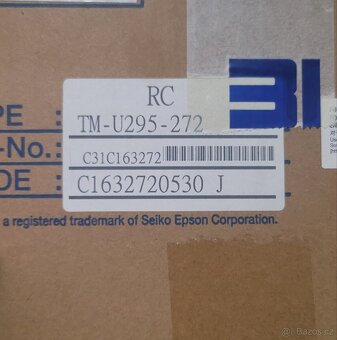 RC
PE : TM-U295-272
-No.: C31C163272
DE : C1632720530 J
a registered trademark of Seiko Epson Corporation.
Bazos.cz